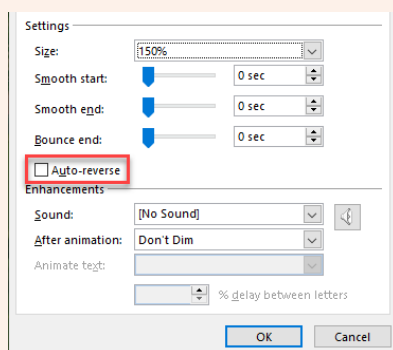 Settings
Size: 150%
Smooth start: 0 sec
Smooth end: 0 sec
Bounce end: 0 sec
Auto-reverse
Enhancements
Sound: [No Sound]
After animation: Don't Dim
Animate text:
% delay between letters
OK Cancel